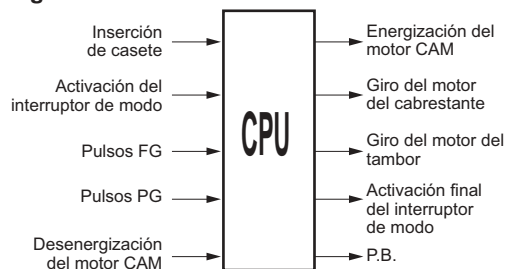 Inserción
de casete
Activación del
interruptor de modo
Pulsos FG
Pulsos PG
Desenergización
del motor CAM
CPU
Energización del
motor CAM
Giro del motor
del cabrestante
Giro del motor del
tambor
Activación final
del interruptor
de modo
P.B.